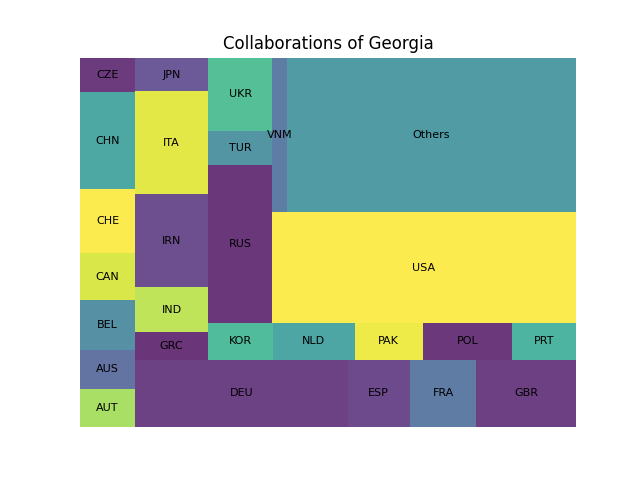 Collaborations of Georgia
CZE
JPN
UKR
VNM
Others
CHN
ITA
TUR
CHE
IRN
RUS
USA
CAN
BEL
IND
GRC
KOR
NLD
PAK
POL
PRT
AUS
AUT
DEU
ESP
FRA
GBR